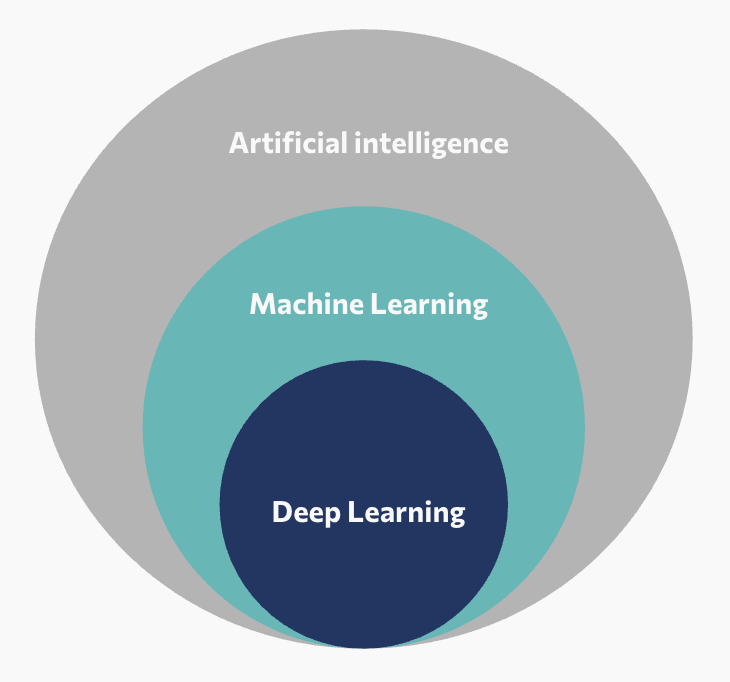 Artificial intelligence
Machine Learning
Deep Learning